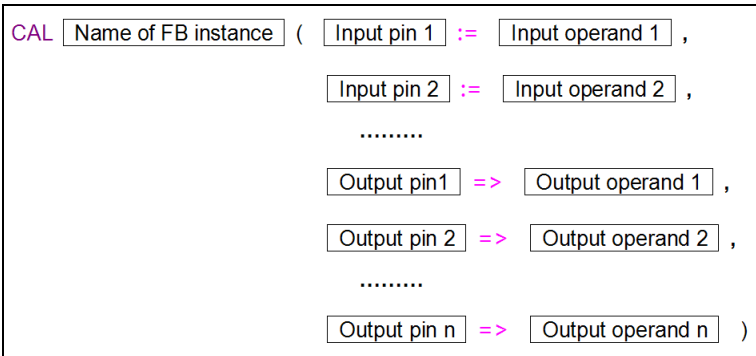 CAL Name of FB instance ( Input pin 1 := Input operand 1 ,
Input pin 2 := Input operand 2 ,
………
Output pin1 => Output operand 1 ,
Output pin 2 => Output operand 2 ,
………
Output pin n => Output operand n )